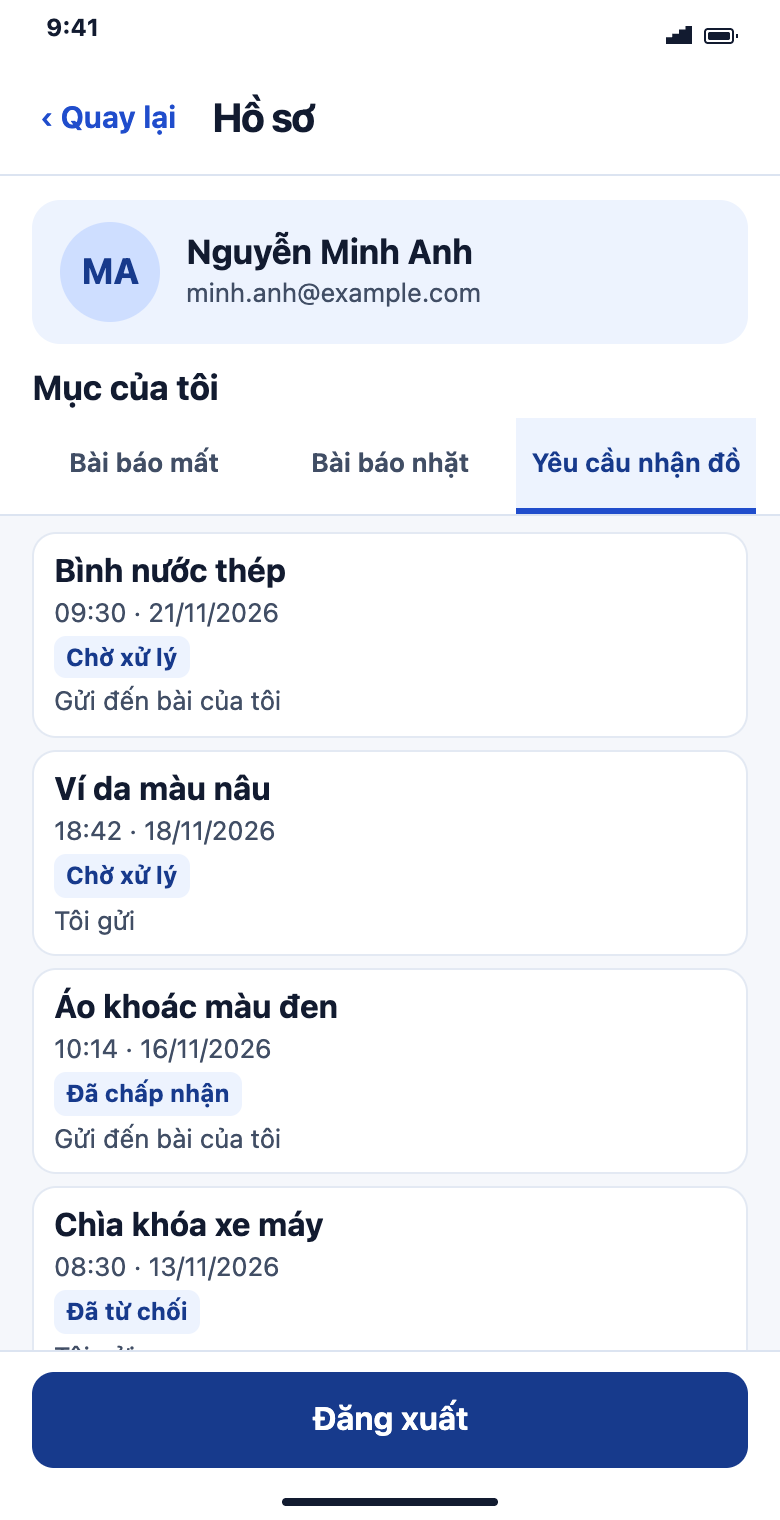 9:41
‹ Quay lại
Hồ sơ
MA
Nguyễn Minh Anh
minh.anh@example.com
Mục của tôi
Bài báo mất
Bài báo nhặt
Yêu cầu nhận đồ
Bình nước thép
09:30 · 21/11/2026
Chờ xử lý
Gửi đến bài của tôi
Ví da màu nâu
18:42 · 18/11/2026
Chờ xử lý
Tôi gửi
Áo khoác màu đen
10:14 · 16/11/2026
Đã chấp nhận
Gửi đến bài của tôi
Chìa khóa xe máy
08:30 · 13/11/2026
Đã từ chối
Đăng xuất